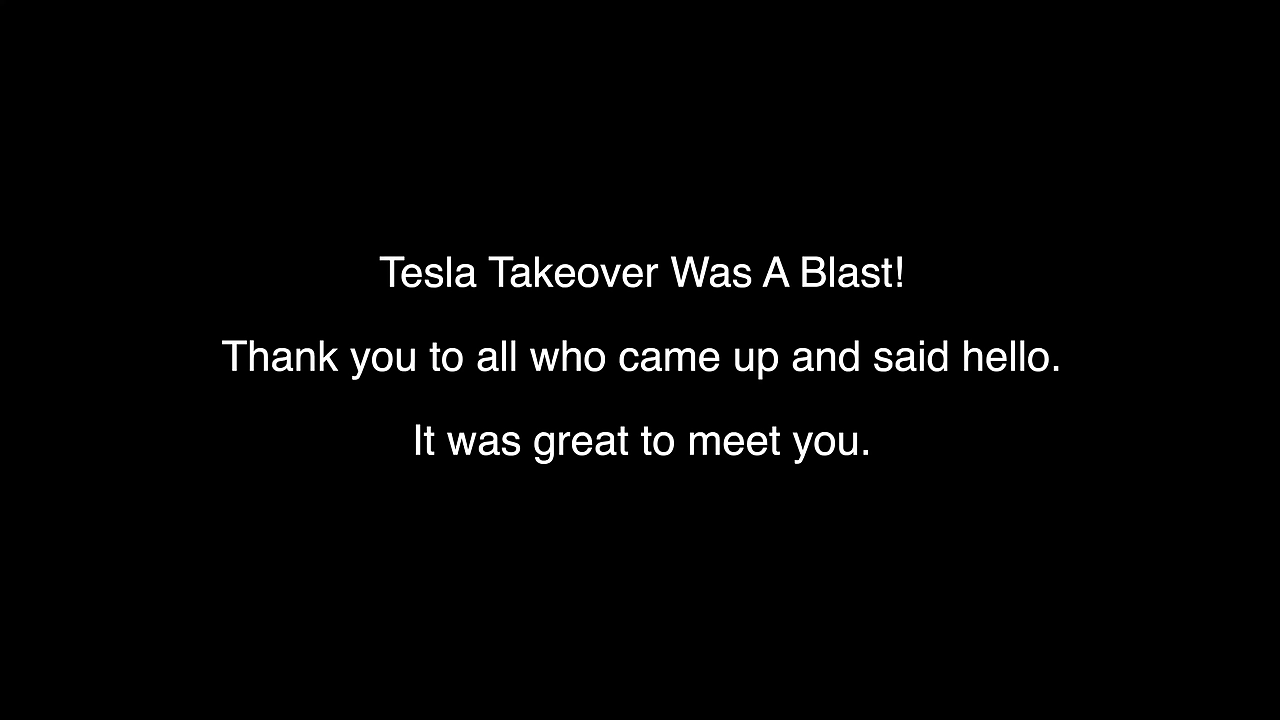 Tesla Takeover Was A Blast!
Thank you to all who came up and said hello.
It was great to meet you.